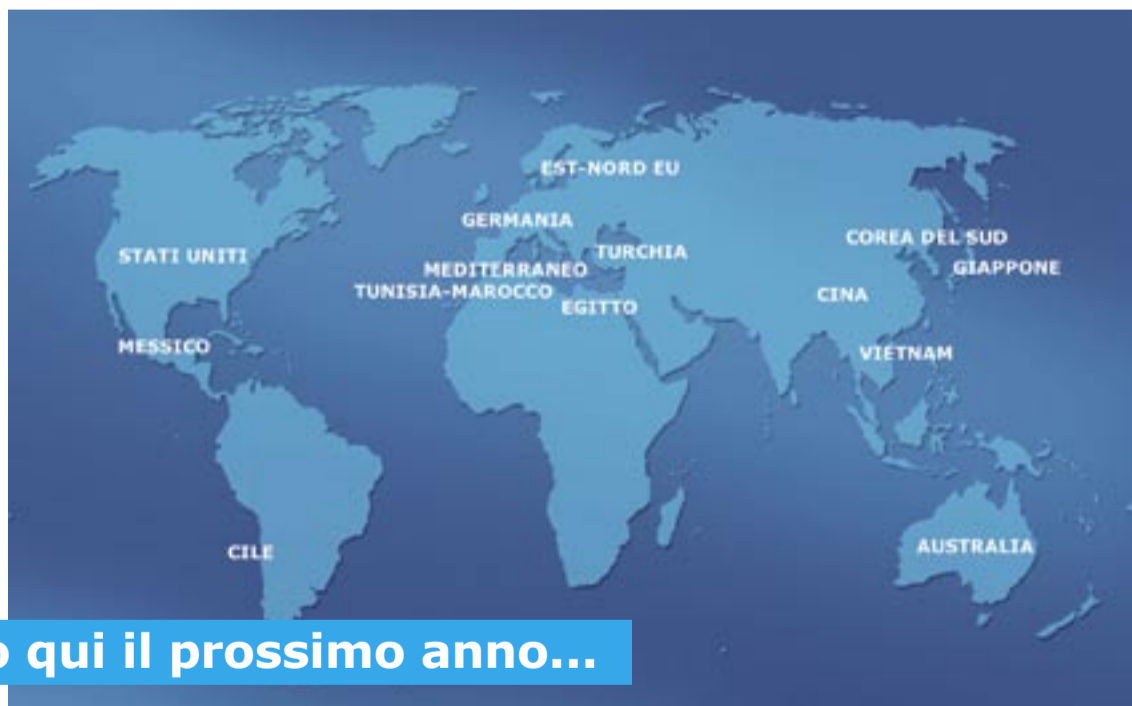 EST-NORD EU
GERMANIA
STATI UNITI
TURCHIA
COREA DEL SUD
MEDITERRANEO
GIAPPONE
TUNISIA-MAROCCO
CINA
EGITTO
MESSICO
VIETNAM
CILE
AUSTRALIA
o qui il prossimo anno...